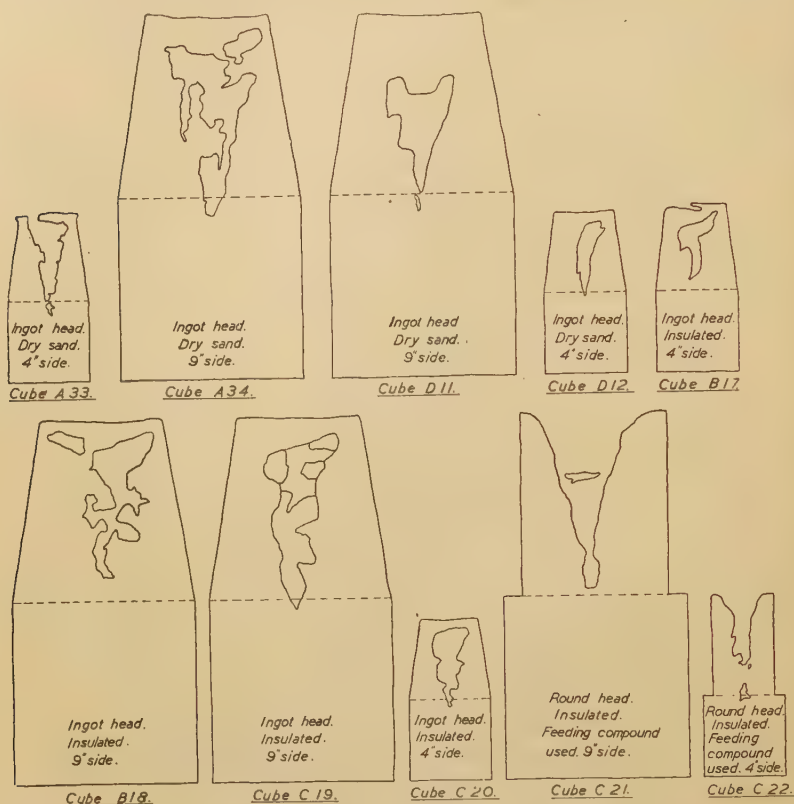 Ingot head.
Dry sand.
4" side.
Cube A33.
Ingot head.
Dry sand.
9" side.
Cube A34.
Ingot head
Dry sand.
9" side.
Cube D11.
Ingot head.
Dry sand.
4" side.
Cube D12.
Ingot head.
Insulated.
4" side.
Cube B17.
Ingot head.
Insulated.
9" side.
Cube B18.
Ingot head.
Insulated.
9" side.
Cube C19.
Ingot head.
Insulated.
4" side.
Cube C20.
Round head.
Insulated.
Feeding compound
used. 9" side.
Cube C21.
Round head.
Insulated.
Feeding
compound
used. 4" side.
Cube C22.